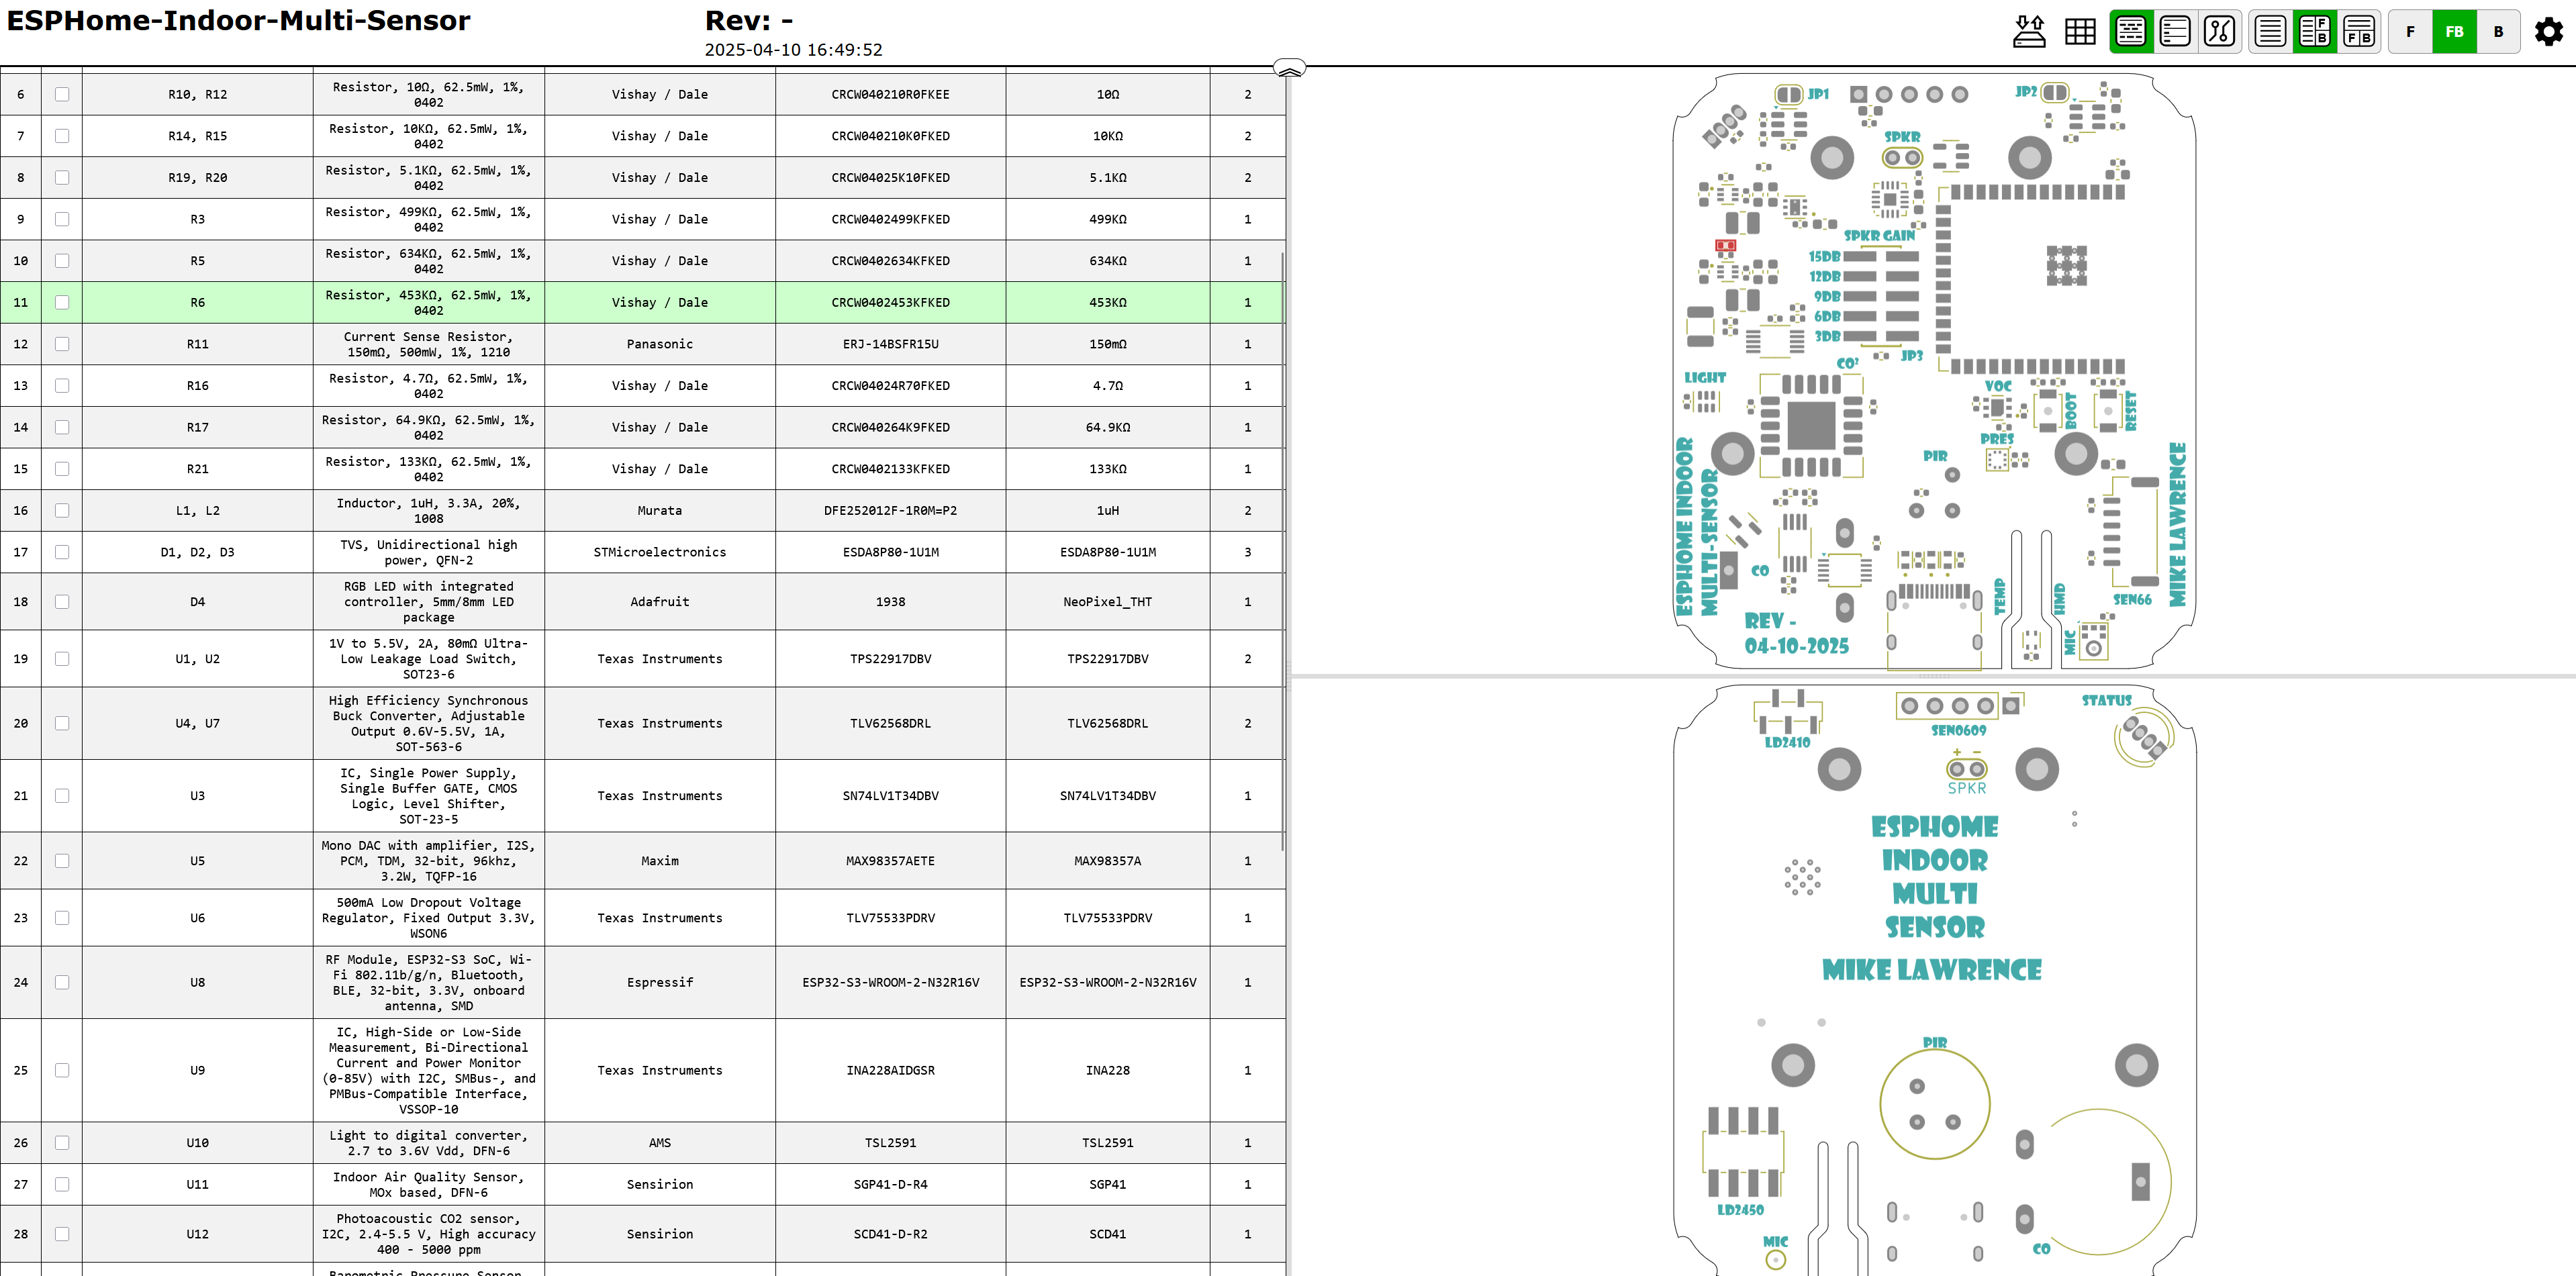 ESPHome-Indoor-Multi-Sensor
Rev: -
2025-04-10 16:49:52
F FB B
6 R10, R12 Resistor, 10Ω, 62.5mW, 1%, 0402 Vishay / Dale CRCW040210R0FKEE 10Ω 2
7 R14, R15 Resistor, 10KΩ, 62.5mW, 1%, 0402 Vishay / Dale CRCW040210K0FKED 10KΩ 2
8 R19, R20 Resistor, 5.1KΩ, 62.5mW, 1%, 0402 Vishay / Dale CRCW04025K10FKED 5.1KΩ 2
9 R3 Resistor, 499KΩ, 62.5mW, 1%, 0402 Vishay / Dale CRCW0402499KFKED 499KΩ 1
10 R5 Resistor, 634KΩ, 62.5mW, 1%, 0402 Vishay / Dale CRCW0402634KFKED 634KΩ 1
11 R6 Resistor, 453KΩ, 62.5mW, 1%, 0402 Vishay / Dale CRCW0402453KFKED 453KΩ 1
12 R11 Current Sense Resistor, 150mΩ, 500mW, 1%, 1210 Panasonic ERJ-14BSFR15U 150mΩ 1
13 R16 Resistor, 4.7Ω, 62.5mW, 1%, 0402 Vishay / Dale CRCW04024R70FKED 4.7Ω 1
14 R17 Resistor, 64.9KΩ, 62.5mW, 1%, 0402 Vishay / Dale CRCW040264K9FKED 64.9KΩ 1
15 R21 Resistor, 133KΩ, 62.5mW, 1%, 0402 Vishay / Dale CRCW0402133KFKED 133KΩ 1
16 L1, L2 Inductor, 1uH, 3.3A, 20%, 1008 Murata DFE252012F-1R0M=P2 1uH 2
17 D1, D2, D3 TVS, Unidirectional high power, QFN-2 STMicroelectronics ESDA8P80-1U1M ESDA8P80-1U1M 3
18 D4 RGB LED with integrated controller, 5mm/8mm LED package Adafruit 1938 NeoPixel_THT 1
19 U1, U2 1V to 5.5V, 2A, 80mΩ Ultra-Low Leakage Load Switch, SOT23-6 Texas Instruments TPS22917DBV TPS22917DBV 2
20 U4, U7 High Efficiency Synchronous Buck Converter, Adjustable Output 0.6V-5.5V, 1A, SOT-563-6 Texas Instruments TLV62568DRL TLV62568DRL 2
21 U3 IC, Single Power Supply, Single Buffer GATE, CMOS Logic, Level Shifter, SOT-23-5 Texas Instruments SN74LV1T34DBV SN74LV1T34DBV 1
22 U5 Mono DAC with amplifier, I2S, PCM, TDM, 32-bit, 96khz, 3.2W, TQFP-16 Maxim MAX98357AETE MAX98357A 1
23 U6 500mA Low Dropout Voltage Regulator, Fixed Output 3.3V, WSON6 Texas Instruments TLV75533PDRV TLV75533PDRV 1
24 U8 RF Module, ESP32-S3 SoC, Wi-Fi 802.11b/g/n, Bluetooth, BLE, 32-bit, 3.3V, onboard antenna, SMD Espressif ESP32-S3-WROOM-2-N32R16V ESP32-S3-WROOM-2-N32R16V 1
25 U9 IC, High-Side or Low-Side Measurement, Bi-Directional Current and Power Monitor (0-85V) with I2C, SMBus-, and PMBus-Compatible Interface, VSSOP-10 Texas Instruments INA228AIDGSR INA228 1
26 U10 Light to digital converter, 2.7 to 3.6V Vdd, DFN-6 AMS TSL2591 TSL2591 1
27 U11 Indoor Air Quality Sensor, MOx based, DFN-6 Sensirion SGP41-D-R4 SGP41 1
28 U12 Photoacoustic CO2 sensor, I2C, 2.4-5.5 V, High accuracy 400 - 5000 ppm Sensirion SCD41-D-R2 SCD41 1
JP1
JP2
SPKR
SPKR GAIN
15DB
12DB
9DB
6DB
3DB
JP3
CO²
LIGHT
VOC
BOOT
RESET
PRES
PIR
ESPHOME INDOOR
MULTI-SENSOR
MIKE LAWRENCE
CO
TEMP
HMD
SEN66
MIC
REV -
04-10-2025
STATUS
LD2410
SEN0609
+ -
SPKR
ESPHOME
INDOOR
MULTI
SENSOR
MIKE LAWRENCE
PIR
LD2450
MIC
CO